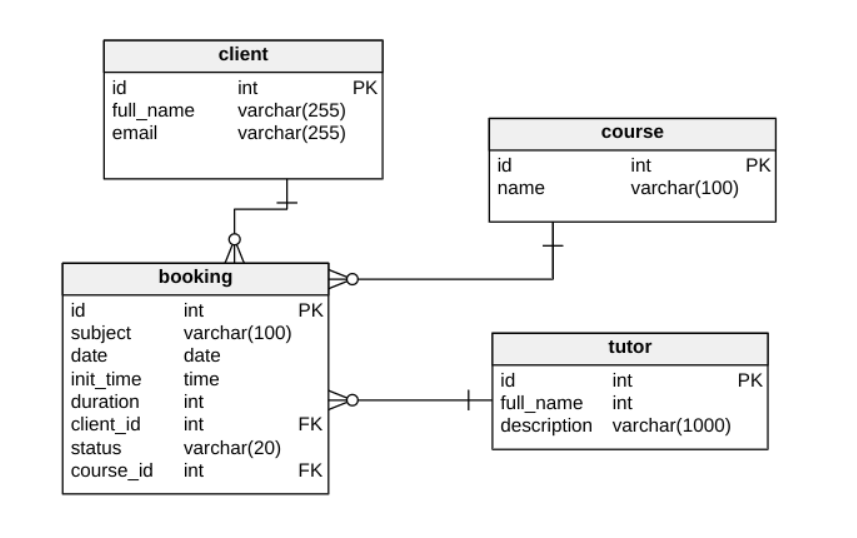 client
id int PK
full_name varchar(255)
email varchar(255)
course
id int PK
name varchar(100)
booking
id int PK
subject varchar(100)
date date
init_time time
duration int
client_id int FK
status varchar(20)
course_id int FK
tutor
id int PK
full_name int
description varchar(1000)